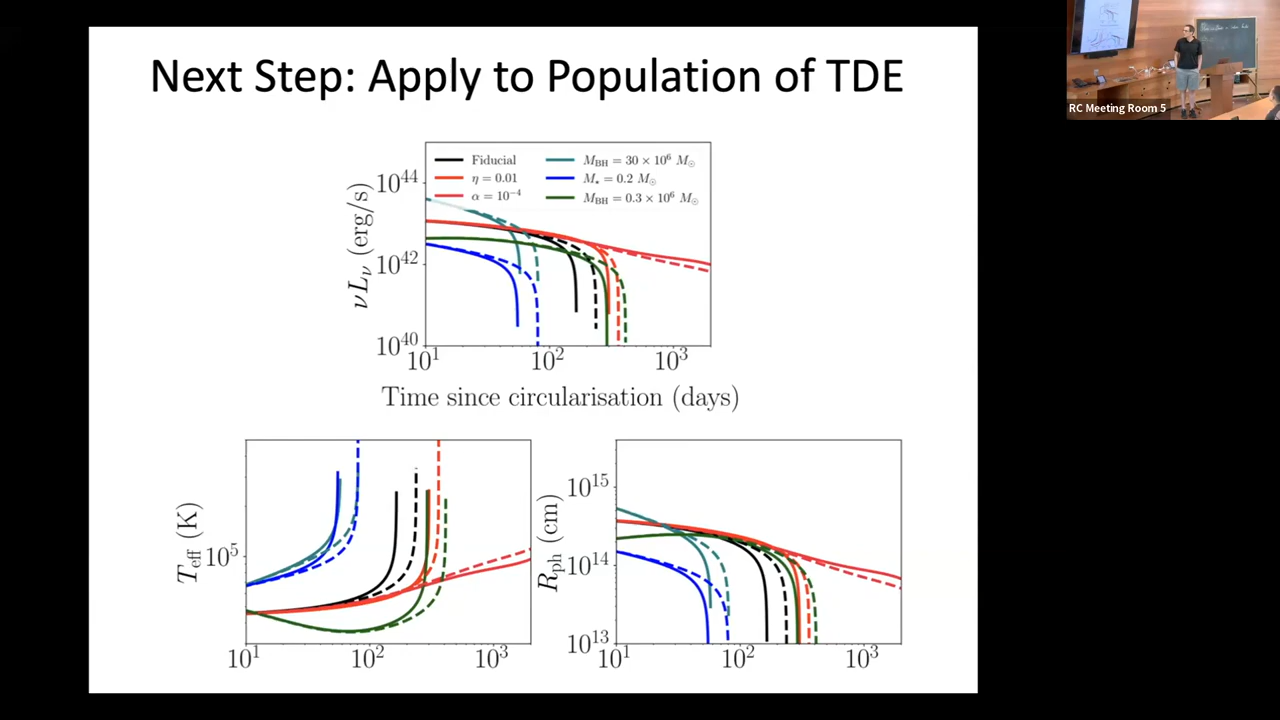 Next Step: Apply to Population of TDE
RC Meeting Room 5
Fiducial
η = 0.01
α = 10⁻⁴
M_BH = 30 × 10⁶ M_⊙
M_⋆ = 0.2 M_⊙
M_BH = 0.3 × 10⁶ M_⊙
νL_ν (erg/s)
10⁴⁴
10⁴²
10⁴⁰
10¹ 10² 10³
Time since circularisation (days)
T_eff (K)
10⁵
10¹ 10² 10³
R_ph (cm)
10¹⁵
10¹⁴
10¹³
10¹ 10² 10³